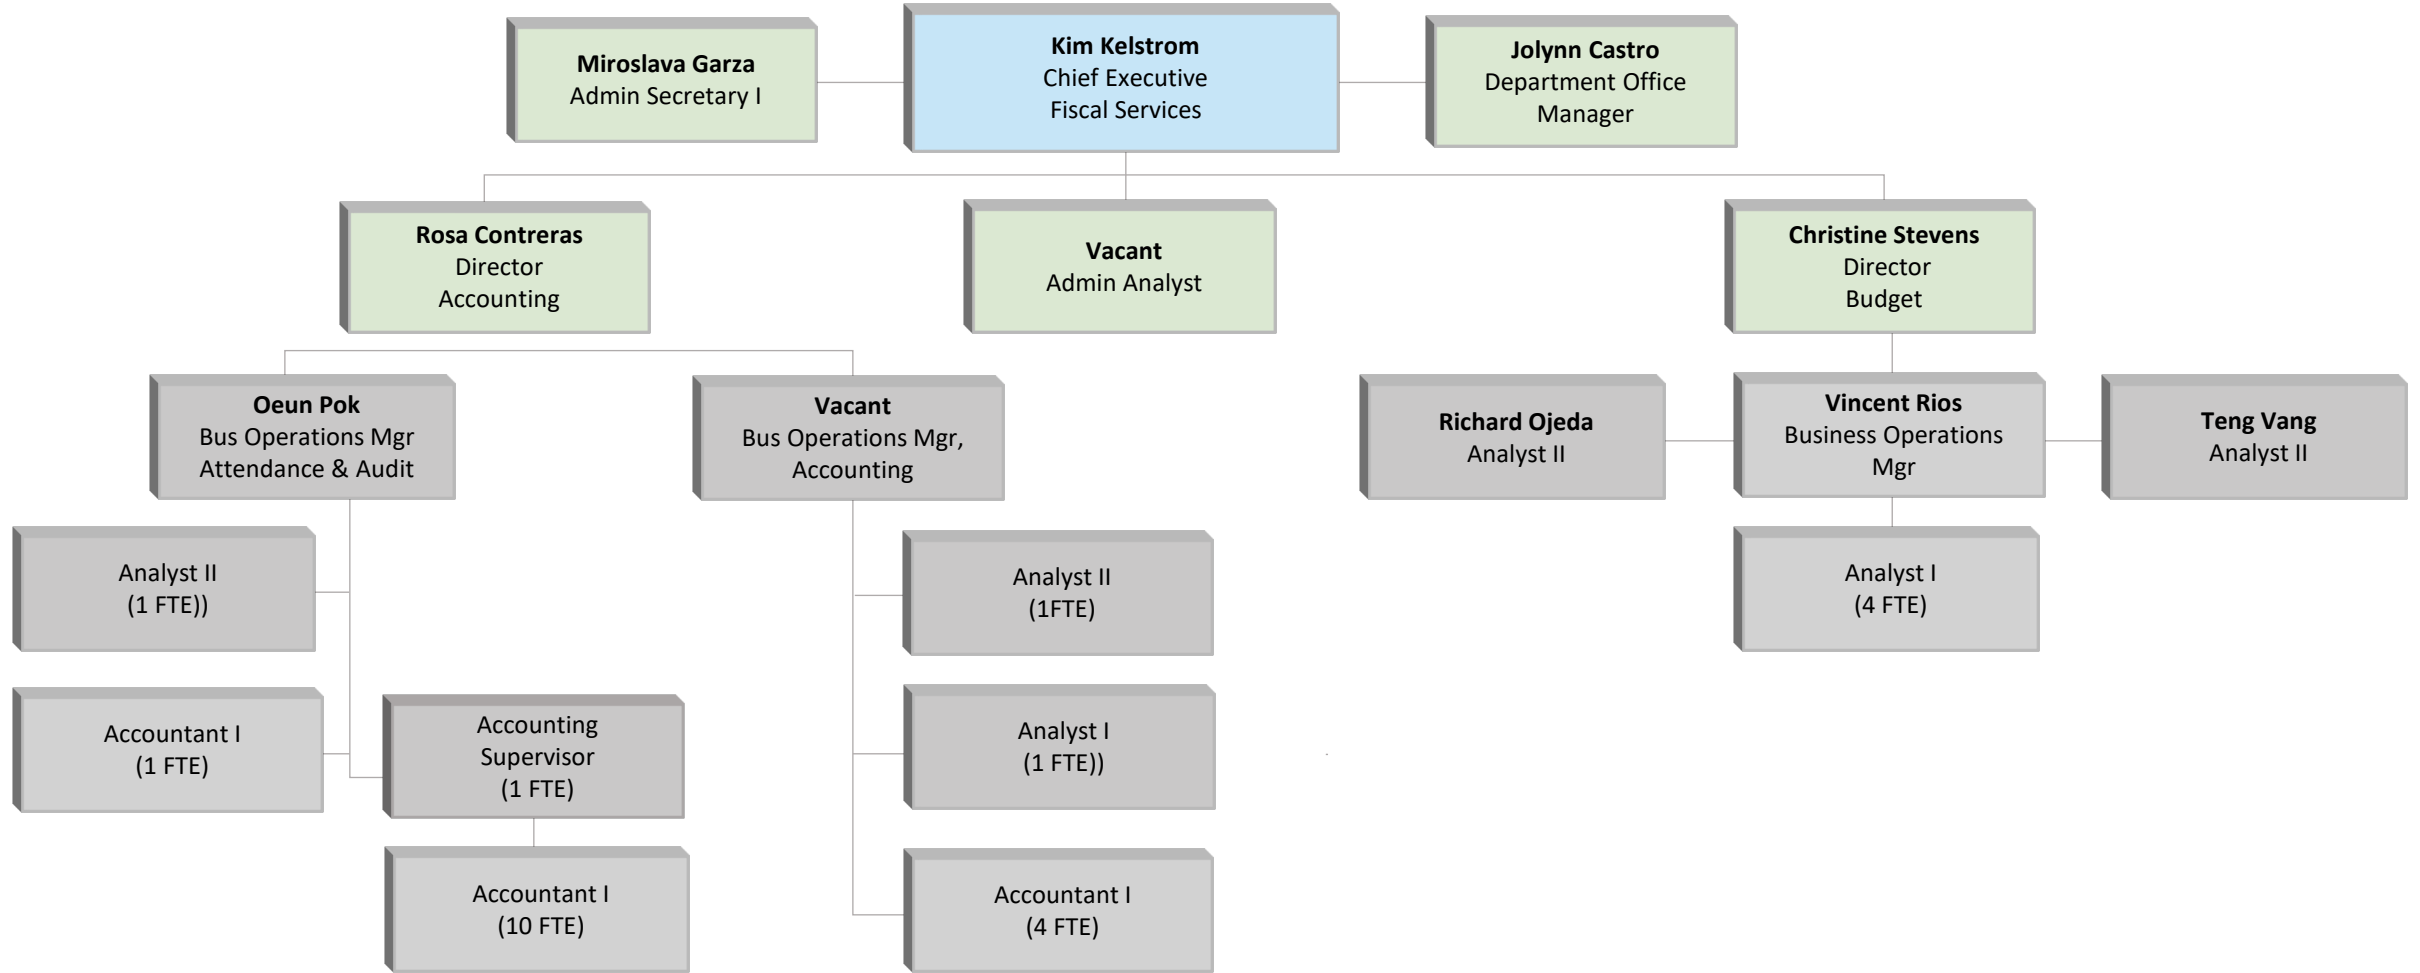 Miroslava Garza
Admin Secretary I
Kim Kelstrom
Chief Executive
Fiscal Services
Jolynn Castro
Department Office
Manager
Rosa Contreras
Director
Accounting
Vacant
Admin Analyst
Christine Stevens
Director
Budget
Oeun Pok
Bus Operations Mgr
Attendance & Audit
Vacant
Bus Operations Mgr,
Accounting
Richard Ojeda
Analyst II
Vincent Rios
Business Operations
Mgr
Teng Vang
Analyst II
Analyst II
(1 FTE))
Analyst II
(1FTE)
Analyst I
(4 FTE)
Accountant I
(1 FTE)
Accounting
Supervisor
(1 FTE)
Analyst I
(1 FTE))
Accountant I
(10 FTE)
Accountant I
(4 FTE)